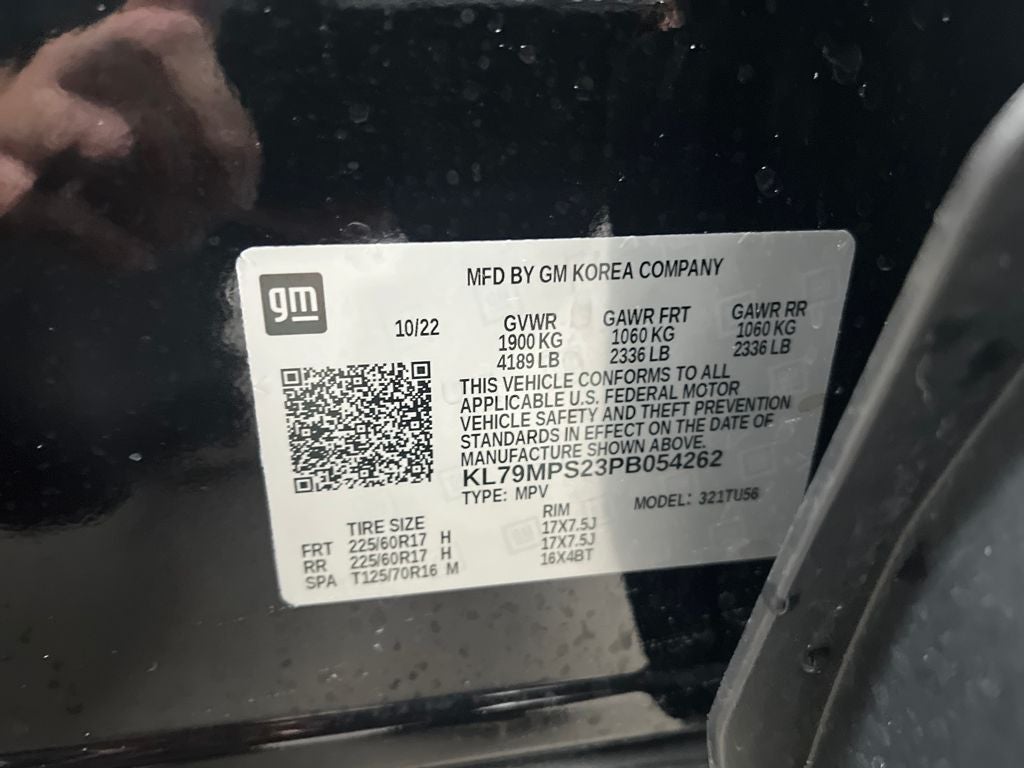 gm
MFD BY GM KOREA COMPANY
10/22
GVWR GAWR FRT GAWR RR
1900 KG 1060 KG 1060 KG
4189 LB 2336 LB 2336 LB
THIS VEHICLE CONFORMS TO ALL
APPLICABLE U.S. FEDERAL MOTOR
VEHICLE SAFETY AND THEFT PREVENTION
STANDARDS IN EFFECT ON THE DATE OF
MANUFACTURE SHOWN ABOVE.
KL79MPS23PB054262
TYPE: MPV MODEL: 321TU56
TIRE SIZE RIM
FRT 225/60R17 H 17X7.5J
RR 225/60R17 H 17X7.5J
SPA T125/70R16 M 16X4BT